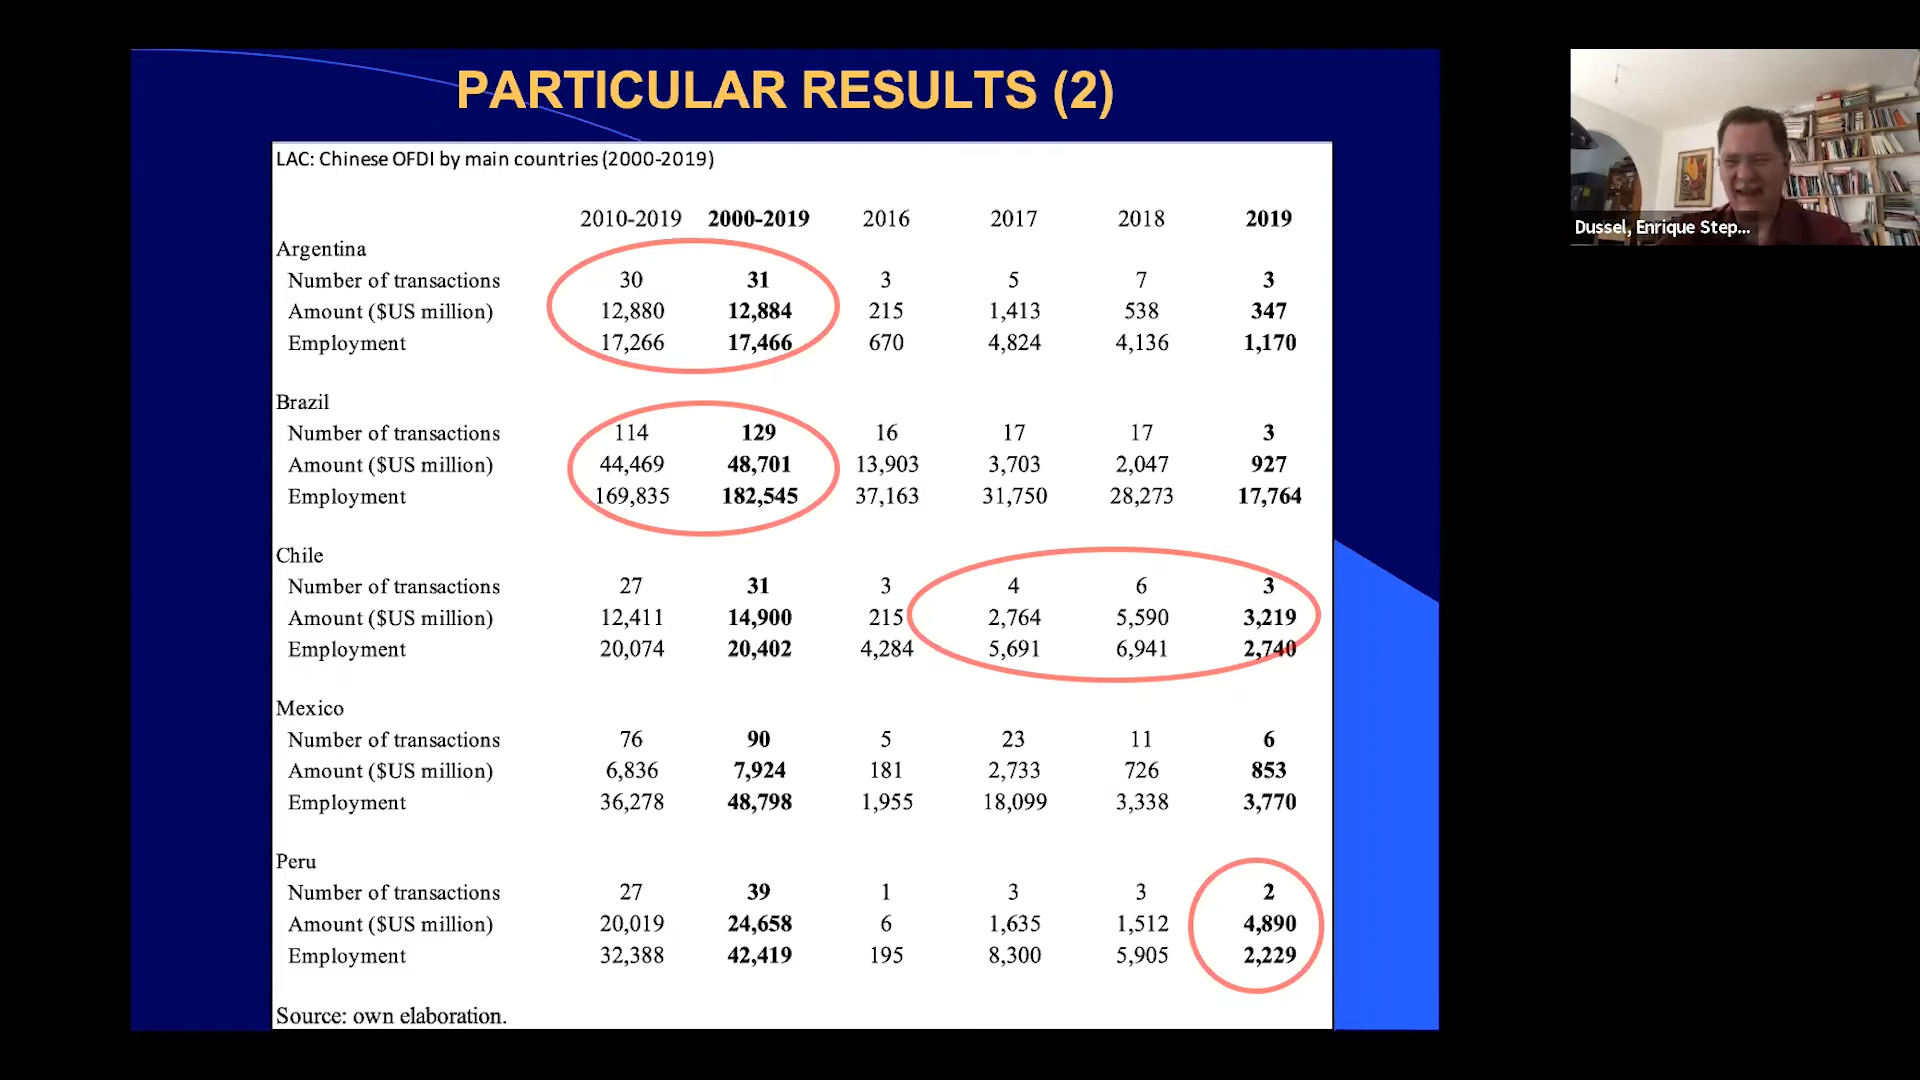 PARTICULAR RESULTS (2)
LAC: Chinese OFDI by main countries (2000-2019)
2010-2019 2000-2019 2016 2017 2018 2019
Argentina
Number of transactions 30 31 3 5 7 3
Amount ($US million) 12,880 12,884 215 1,413 538 347
Employment 17,266 17,466 670 4,824 4,136 1,170
Brazil
Number of transactions 114 129 16 17 17 3
Amount ($US million) 44,469 48,701 13,903 3,703 2,047 927
Employment 169,835 182,545 37,163 31,750 28,273 17,764
Chile
Number of transactions 27 31 3 4 6 3
Amount ($US million) 12,411 14,900 215 2,764 5,590 3,219
Employment 20,074 20,402 4,284 5,691 6,941 2,740
Mexico
Number of transactions 76 90 5 23 11 6
Amount ($US million) 6,836 7,924 181 2,733 726 853
Employment 36,278 48,798 1,955 18,099 3,338 3,770
Peru
Number of transactions 27 39 1 3 3 2
Amount ($US million) 20,019 24,658 6 1,635 1,512 4,890
Employment 32,388 42,419 195 8,300 5,905 2,229
Source: own elaboration.
Dussel, Enrique Step...